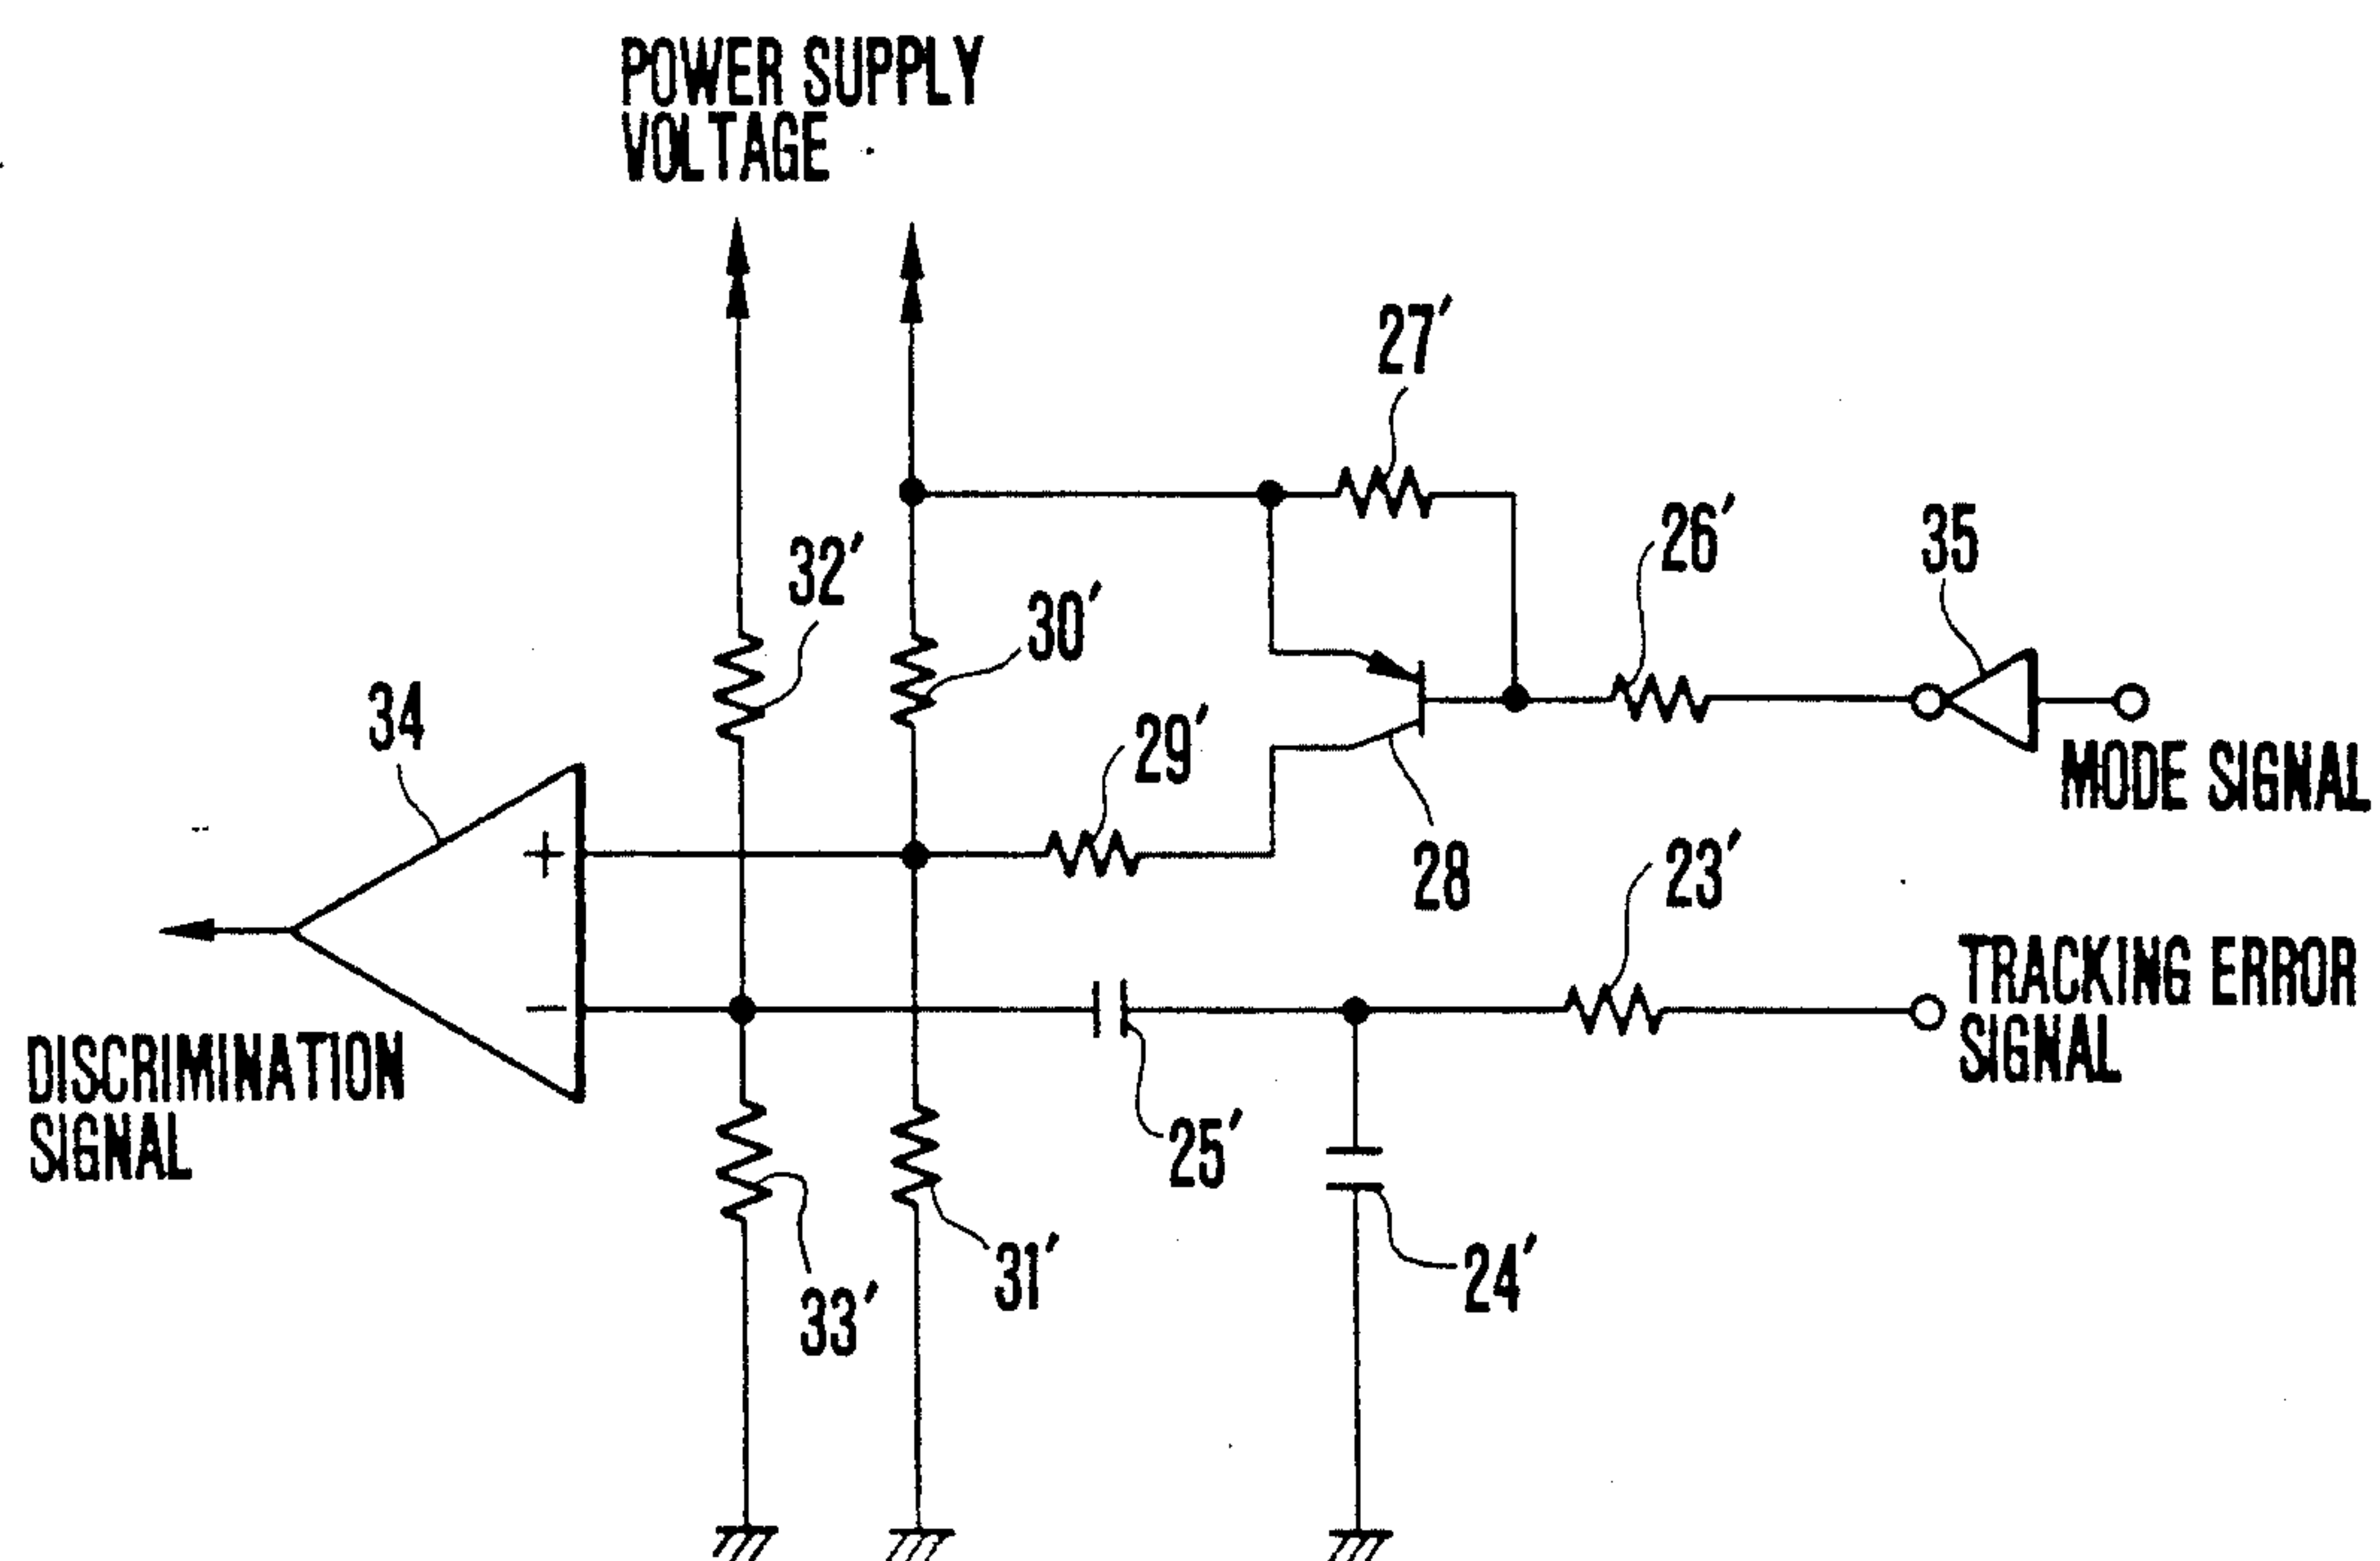 POWER SUPPLY
VOLTAGE
27'
26'
35
32'
30'
34
29'
MODE SIGNAL
+
28
23'
TRACKING ERROR
SIGNAL
−
DISCRIMINATION
SIGNAL
25'
24'
31'
33'